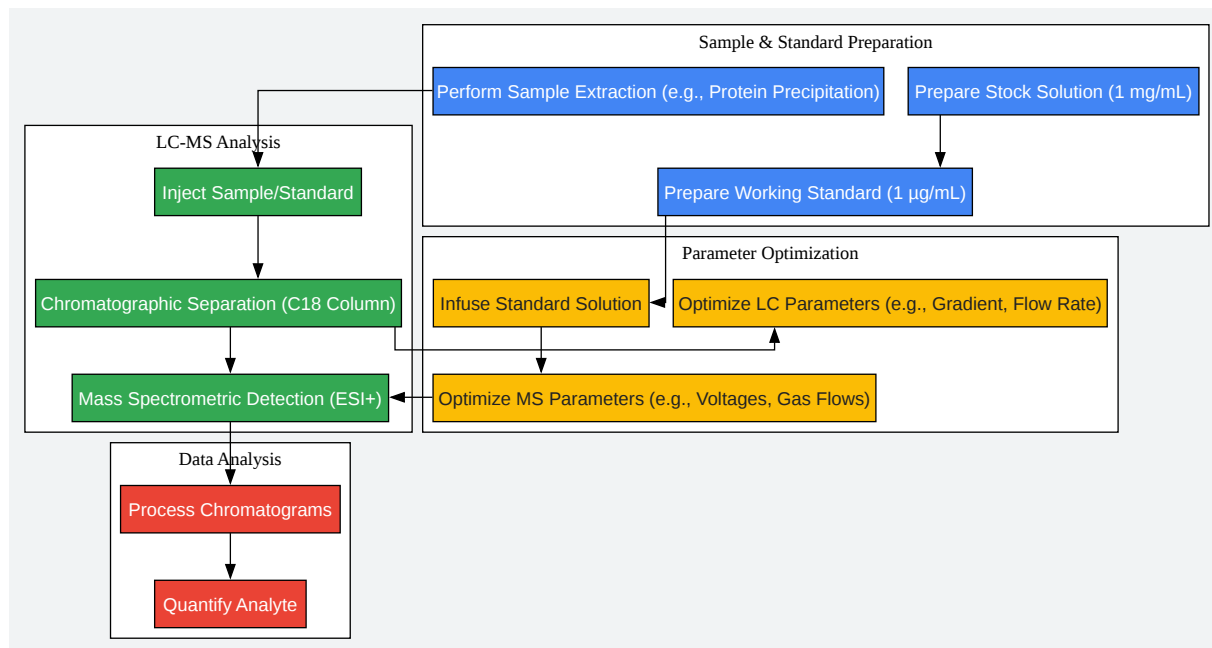 Sample & Standard Preparation
Perform Sample Extraction (e.g., Protein Precipitation)
Prepare Stock Solution (1 mg/mL)
LC-MS Analysis
Inject Sample/Standard
Prepare Working Standard (1 µg/mL)
Parameter Optimization
Chromatographic Separation (C18 Column)
Infuse Standard Solution
Optimize LC Parameters (e.g., Gradient, Flow Rate)
Mass Spectrometric Detection (ESI+)
Optimize MS Parameters (e.g., Voltages, Gas Flows)
Data Analysis
Process Chromatograms
Quantify Analyte